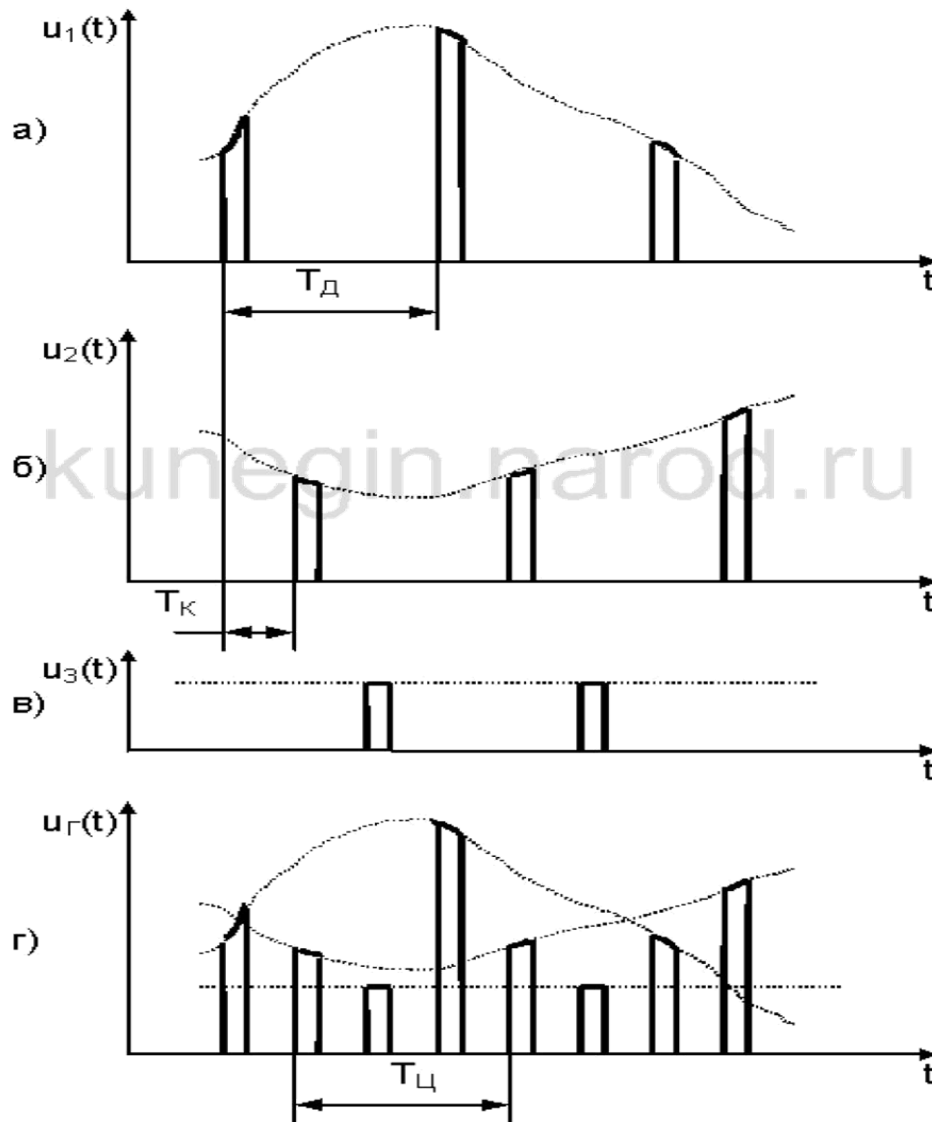 u₁(t)
а)
t
TД
u₂(t)
kunegin.narod.ru
б)
t
TК
u₃(t)
в)
t
uГ(t)
г)
t
TЦ